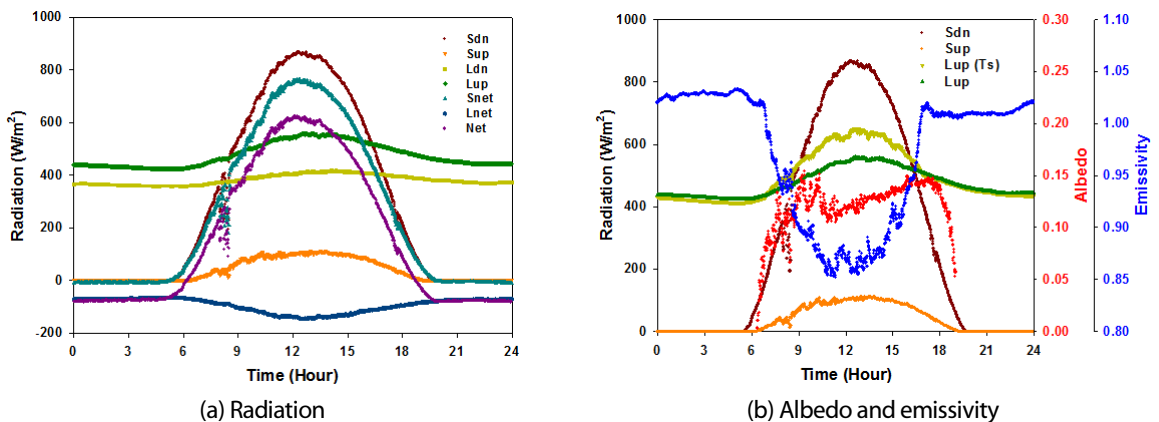 1000
800
600
400
200
0
-200
Radiation (W/m²)
Sdn
Sup
Ldn
Lup
Snet
Lnet
Net
0 3 6 9 12 15 18 21 24
Time (Hour)
(a) Radiation
1000
800
600
400
200
0
Radiation (W/m²)
Sdn
Sup
Lup (Ts)
Lup
0.30
0.25
0.20
0.15
0.10
0.05
0.00
Albedo
1.10
1.05
1.00
0.95
0.90
0.85
0.80
Emissivity
0 3 6 9 12 15 18 21 24
Time (Hour)
(b) Albedo and emissivity